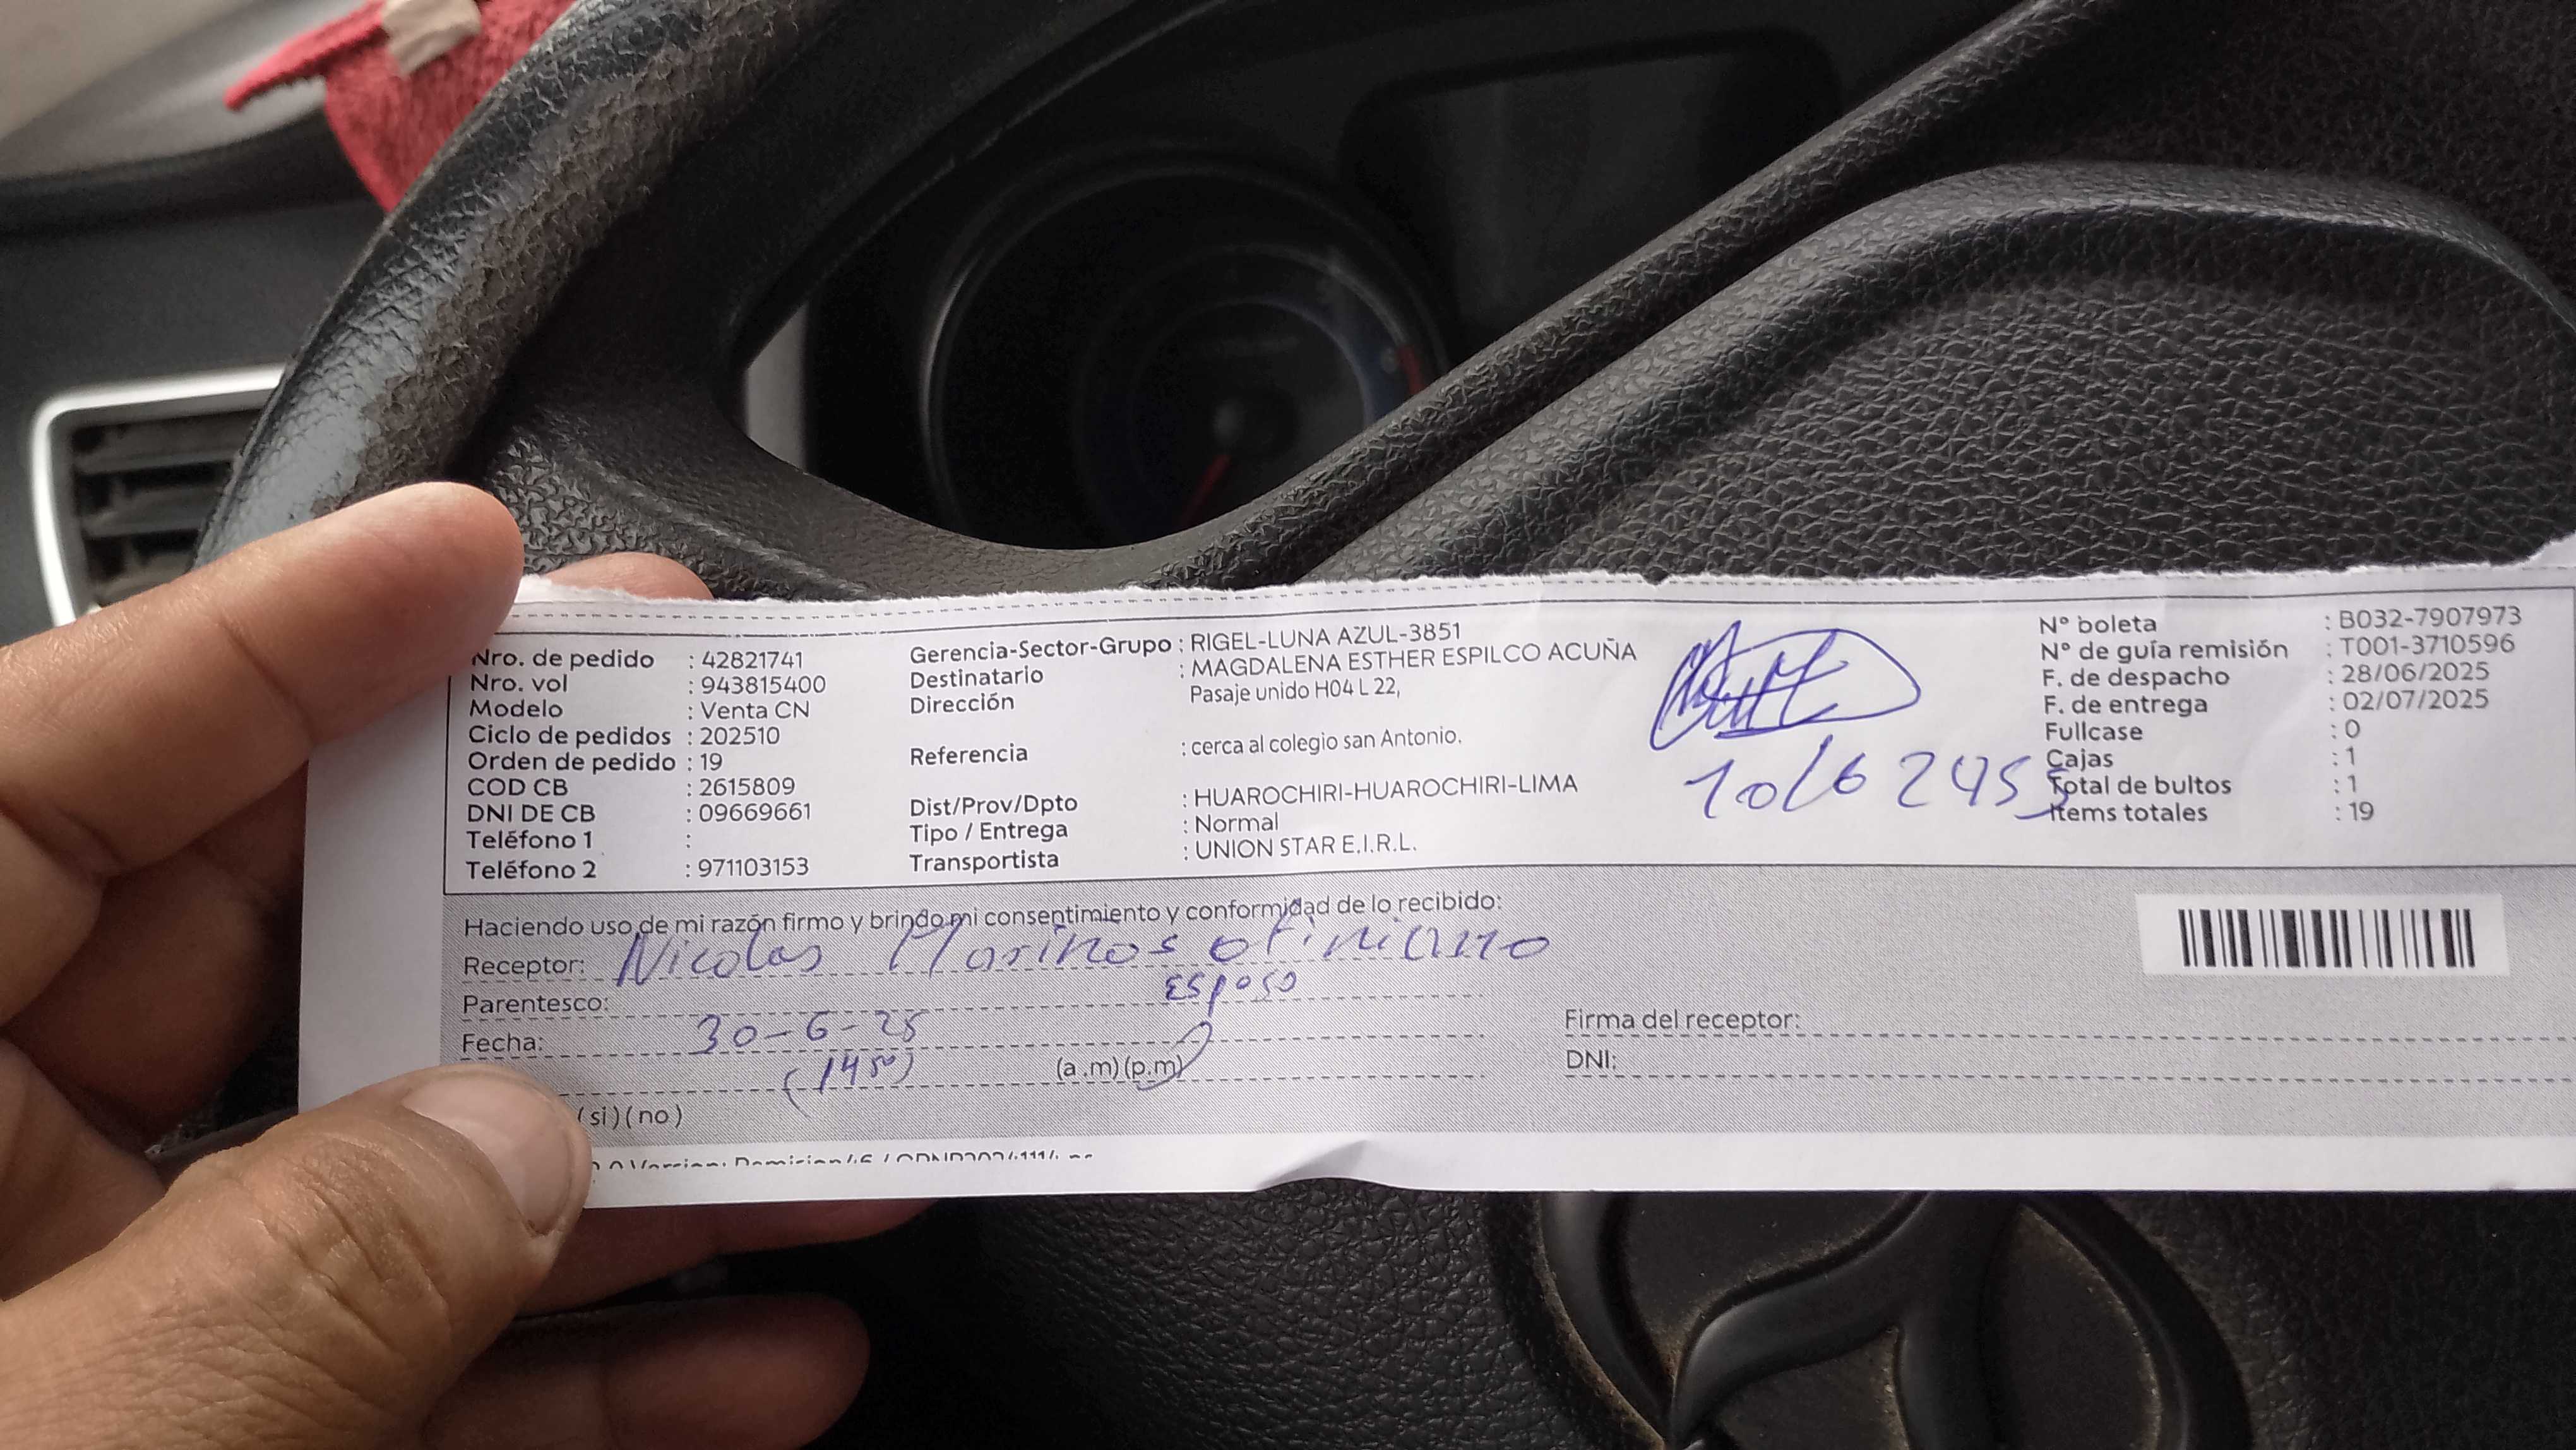 Nro. de pedido : 42821741
Nro. vol : 943815400
Modelo : Venta CN
Ciclo de pedidos : 202510
Orden de pedido : 19
COD CB : 2615809
DNI DE CB : 09669661
Teléfono 1 :
Teléfono 2 : 971103153
Gerencia-Sector-Grupo : RIGEL-LUNA AZUL-3851
Destinatario : MAGDALENA ESTHER ESPILCO ACUÑA
Dirección Pasaje unido H04 L 22,
Referencia : cerca al colegio san Antonio.
Dist/Prov/Dpto : HUAROCHIRI-HUAROCHIRI-LIMA
Tipo / Entrega : Normal
Transportista : UNION STAR E.I.R.L.
Nº boleta : B032-7907973
Nº de guía remisión : T001-3710596
F. de despacho : 28/06/2025
F. de entrega : 02/07/2025
Fullcase : 0
Cajas : 1
Total de bultos : 1
Items totales : 19
Haciendo uso de mi razón firmo y brindo mi consentimiento y conformidad de lo recibido:
Receptor: Nicolas
Parentesco: Esposo
Fecha: 30-6-25
(1450) (a.m)(p.m)
(si)(no)
Firma del receptor:
DNI: